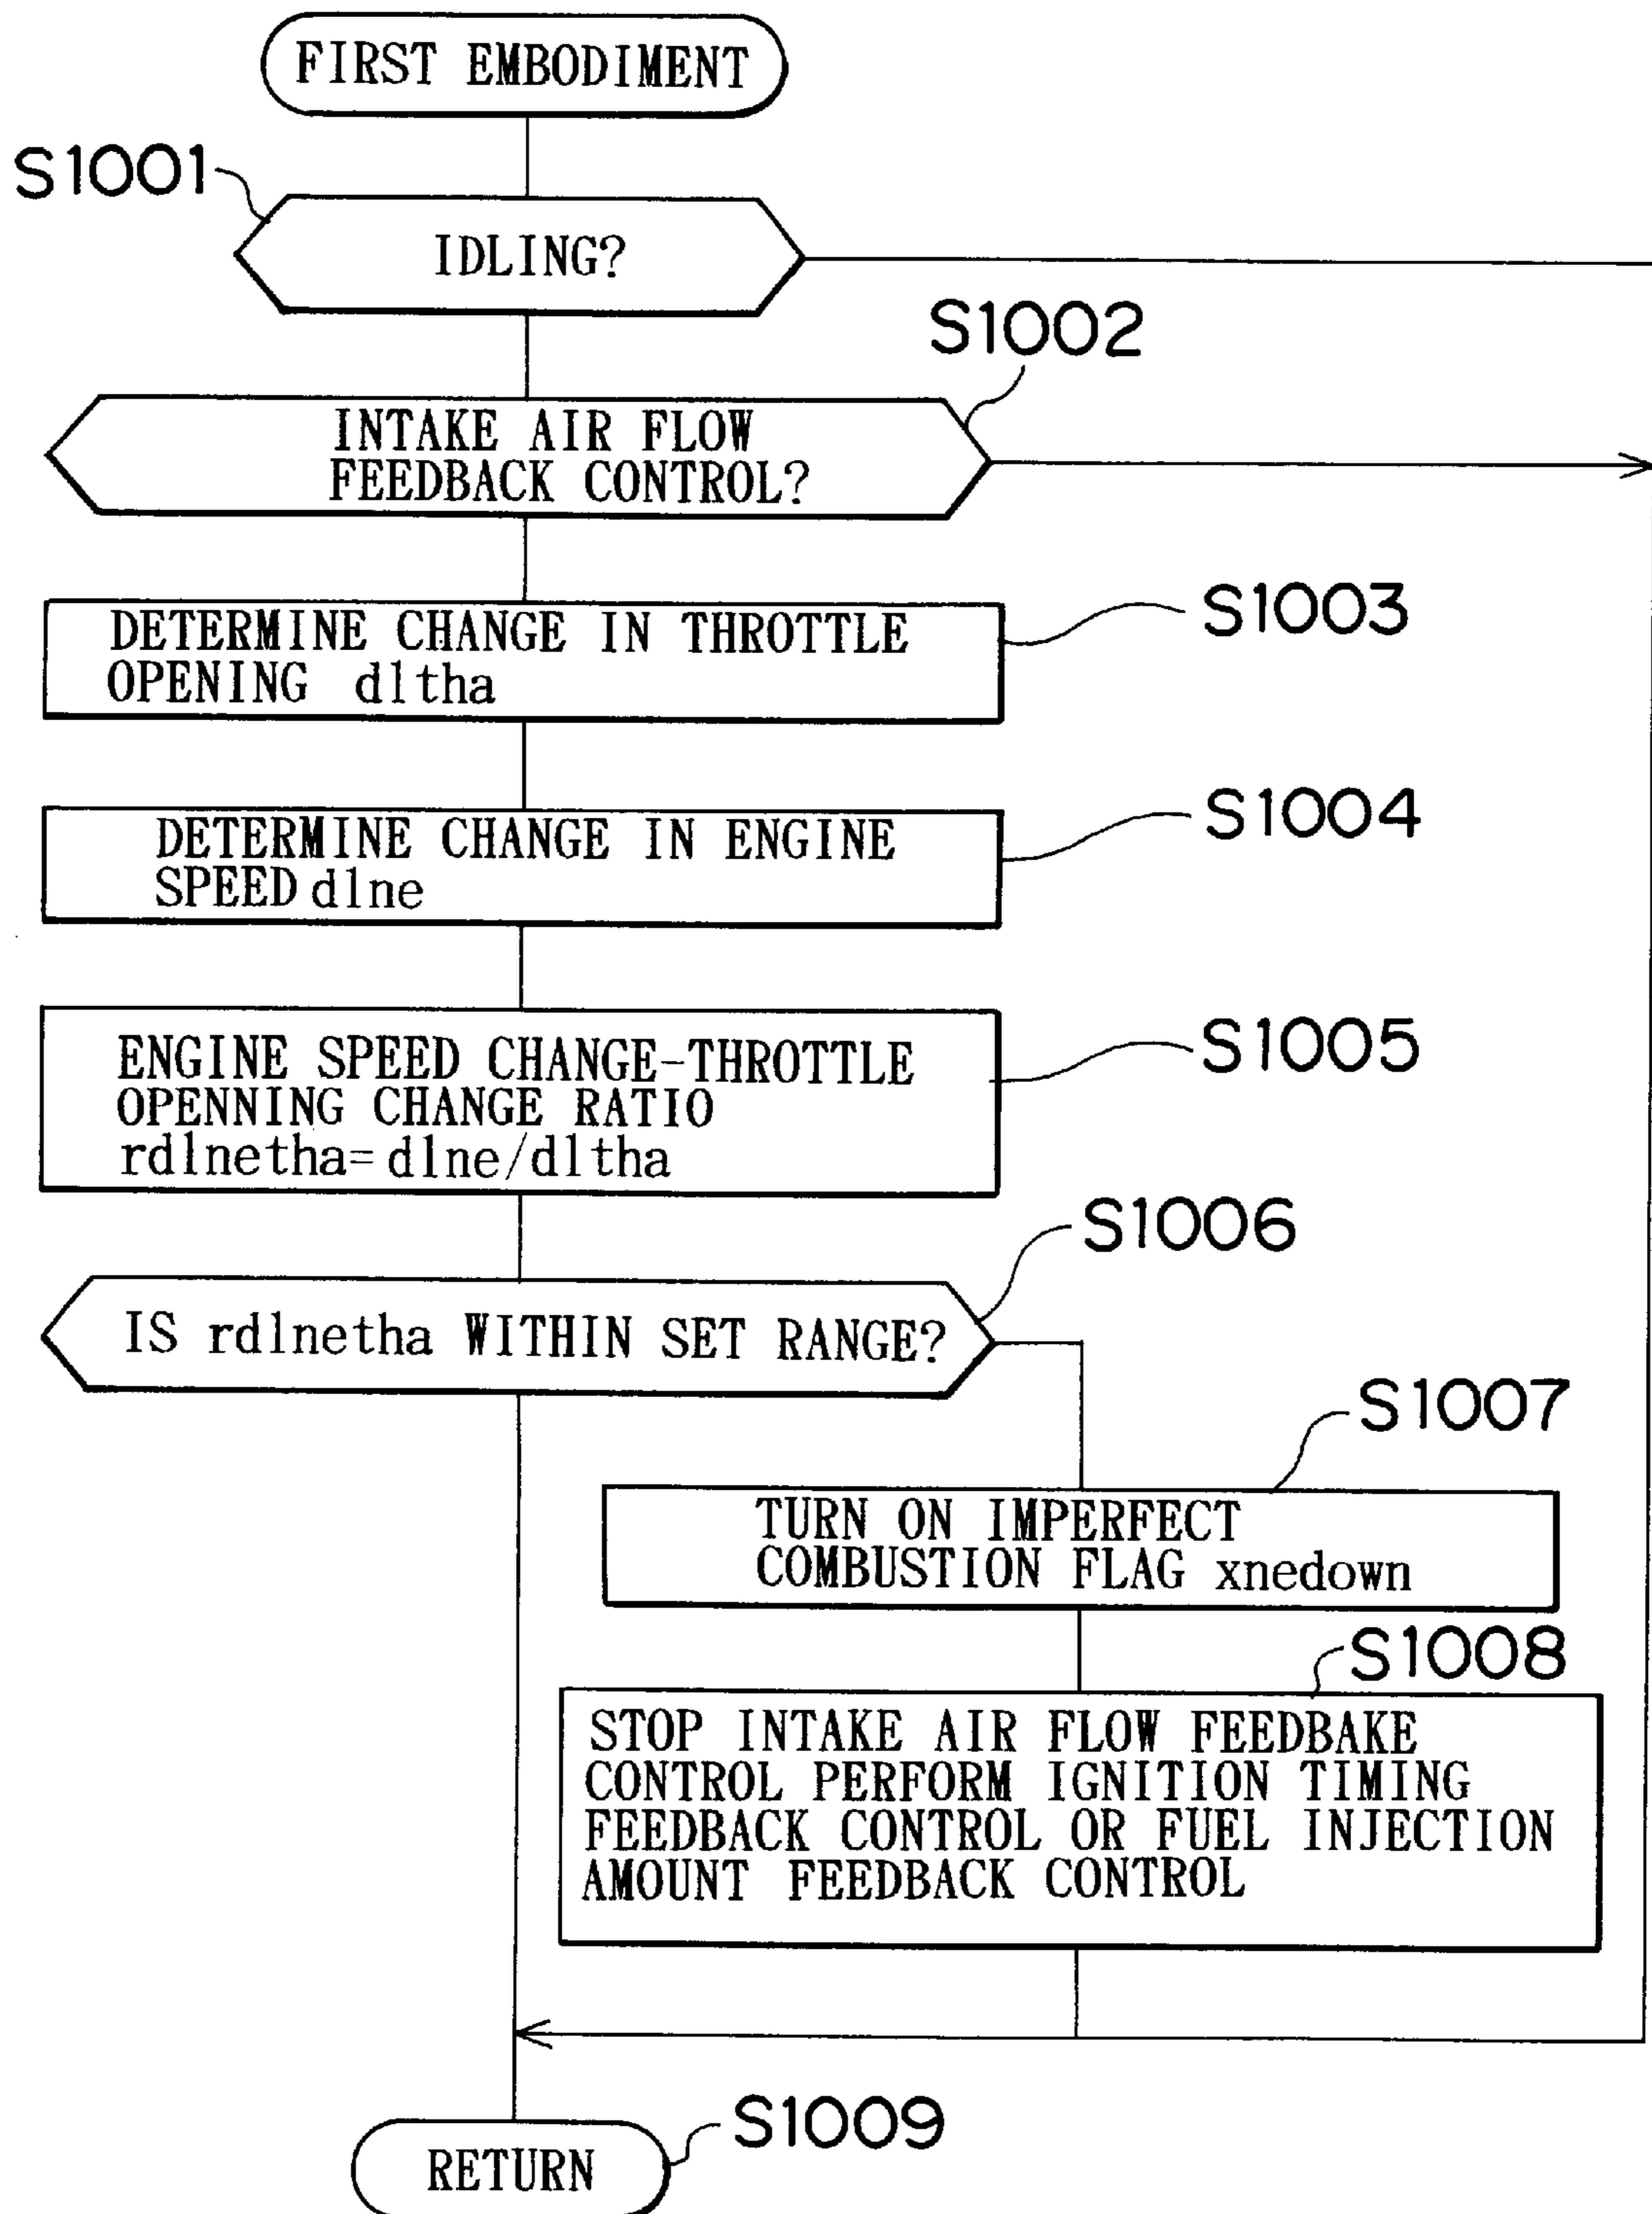 FIRST EMBODIMENT
S1001
IDLING?
S1002
INTAKE AIR FLOW
FEEDBACK CONTROL?
S1003
DETERMINE CHANGE IN THROTTLE
OPENING dltha
S1004
DETERMINE CHANGE IN ENGINE
SPEED dlne
S1005
ENGINE SPEED CHANGE-THROTTLE
OPENNING CHANGE RATIO
rdlnetha=dlne/dltha
S1006
IS rdlnetha WITHIN SET RANGE?
S1007
TURN ON IMPERFECT
COMBUSTION FLAG xnedown
S1008
STOP INTAKE AIR FLOW FEEDBAKE
CONTROL PERFORM IGNITION TIMING
FEEDBACK CONTROL OR FUEL INJECTION
AMOUNT FEEDBACK CONTROL
S1009
RETURN